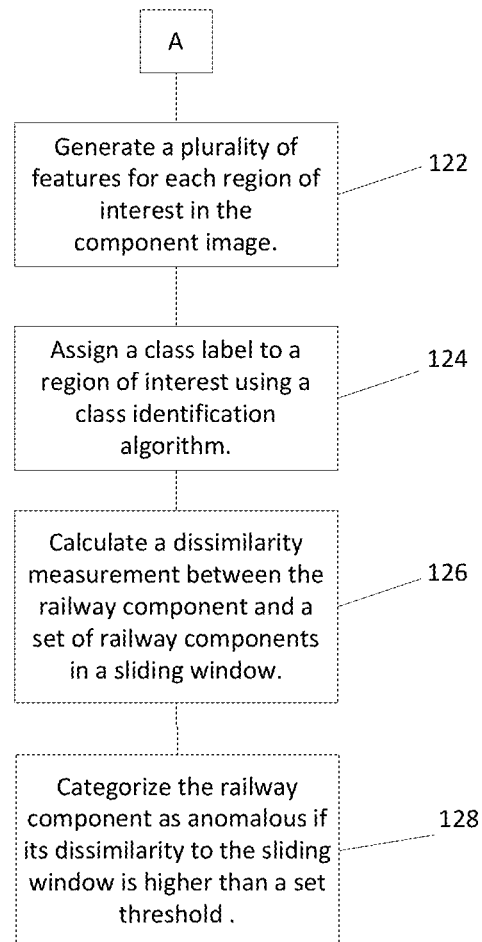 A
Generate a plurality of
features for each region of
interest in the
component image.
122
Assign a class label to a
region of interest using a
class identification
algorithm.
124
Calculate a dissimilarity
measurement between the
railway component and a
set of railway components
in a sliding window.
126
Categorize the railway
component as anomalous if
its dissimilarity to the sliding
window is higher than a set
threshold .
128